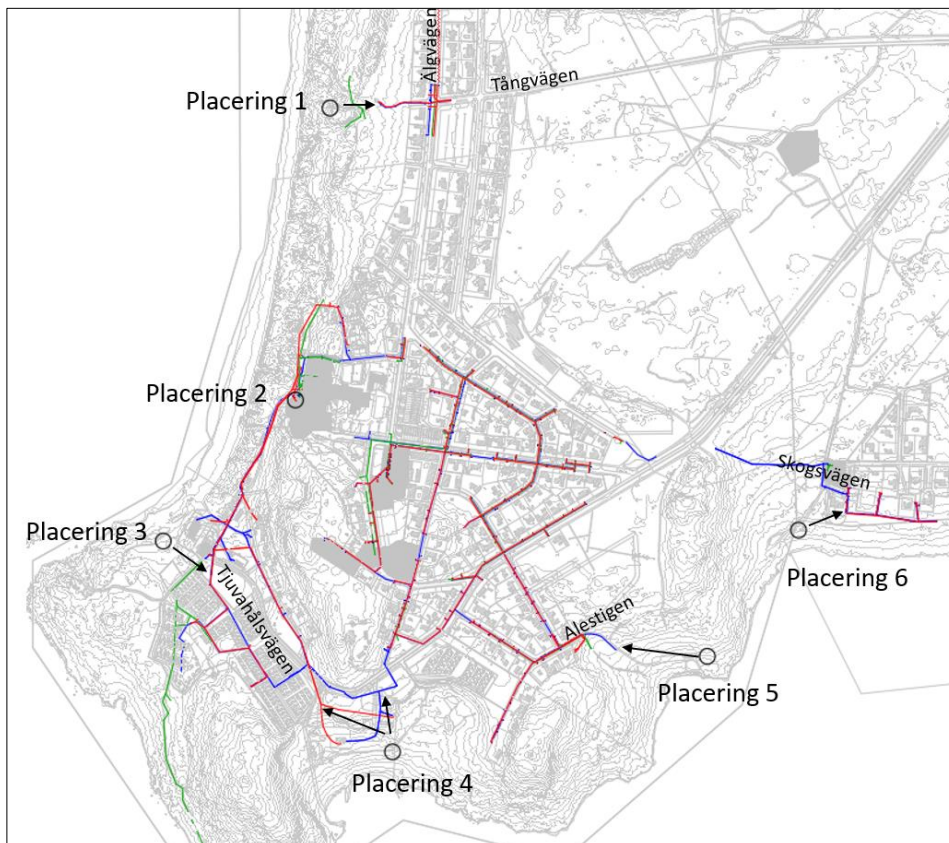 Älgvägen
Tångvägen
Placering 1
Placering 2
Skogsvägen
Placering 3
Tjuvahålsvägen
Placering 6
Alestigen
Placering 5
Placering 4